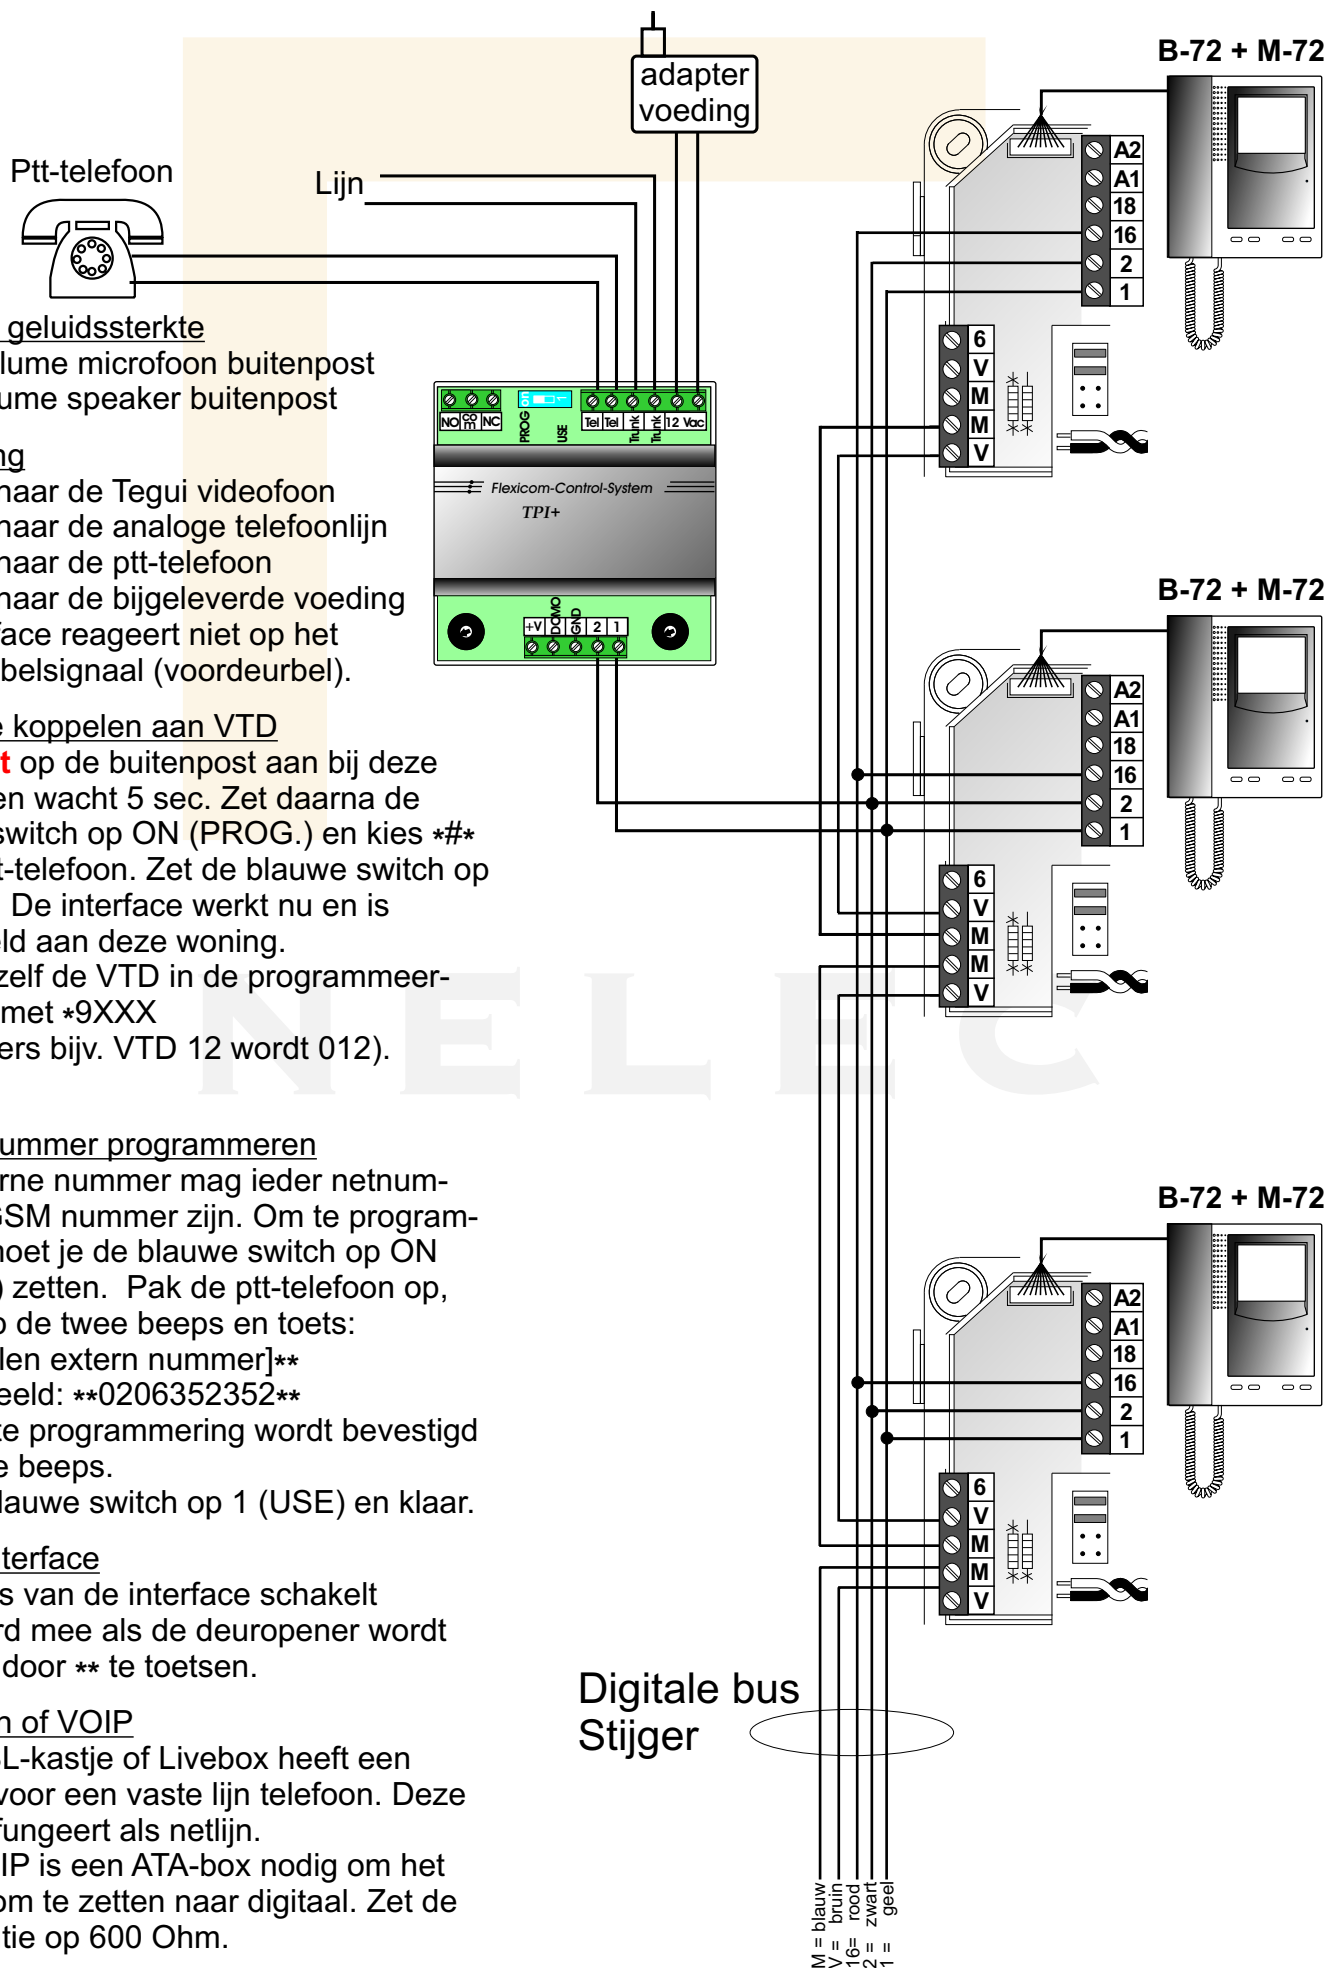 B-72 + M-72
adapter
voeding
Ptt-telefoon
Lijn
A2
A1
18
16
2
1
6
V
M
M
V
geluidssterkte
lume microfoon buitenpost
ume speaker buitenpost
NO com NC
PROG on 1 USE
Tel Tel Trunk Trunk 12 Vac
Flexicom-Control-System
TPI+
+V DOMO GND 2 1
ng
naar de Tegui videofoon
naar de analoge telefoonlijn
naar de ptt-telefoon
naar de bijgeleverde voeding
face reageert niet op het
belsignaal (voordeurbel).
B-72 + M-72
A2
A1
18
16
2
1
6
V
M
M
V
e koppelen aan VTD
t op de buitenpost aan bij deze
en wacht 5 sec. Zet daarna de
switch op ON (PROG.) en kies *#*
t-telefoon. Zet de blauwe switch op
De interface werkt nu en is
eld aan deze woning.
zelf de VTD in de programmeer-
met *9XXX
ers bijv. VTD 12 wordt 012).
NELEC
ummer programmeren
rne nummer mag ieder netnum-
GSM nummer zijn. Om te program-
noet je de blauwe switch op ON
) zetten. Pak de ptt-telefoon op,
o de twee beeps en toets:
len extern nummer]**
eeld: **0206352352**
te programmering wordt bevestigd
e beeps.
lauwe switch op 1 (USE) en klaar.
B-72 + M-72
A2
A1
18
16
2
1
6
V
M
M
V
terface
s van de interface schakelt
rd mee als de deuropener wordt
door ** te toetsen.
n of VOIP
SL-kastje of Livebox heeft een
voor een vaste lijn telefoon. Deze
fungeert als netlijn.
IP is een ATA-box nodig om het
om te zetten naar digitaal. Zet de
tie op 600 Ohm.
Digitale bus
Stijger
M = blauw
V = bruin
16= rood
2 = zwart
1 = geel